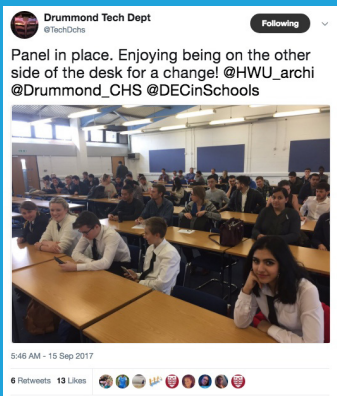 Drummond Tech Dept
@TechDchs
Following
Panel in place. Enjoying being on the other
side of the desk for a change! @HWU_archi
@Drummond_CHS @DECinSchools
5:46 AM - 15 Sep 2017
6 Retweets 13 Likes